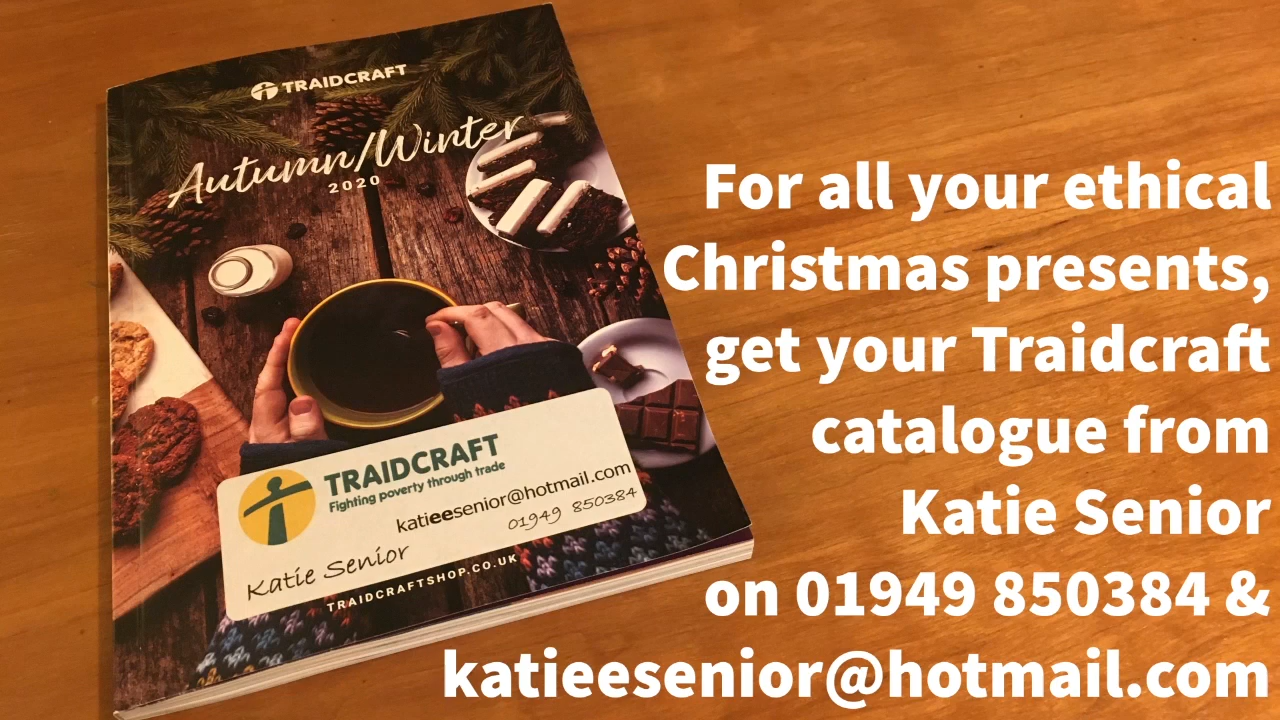 TRAIDCRAFT
Autumn/Winter
2020
TRAIDCRAFT
Fighting poverty through trade
katieesenior@hotmail.com
01949 850384
Katie Senior
TRAIDCRAFTSHOP.CO.UK
For all your ethical
Christmas presents,
get your Traidcraft
catalogue from
Katie Senior
on 01949 850384 &
katieesenior@hotmail.com